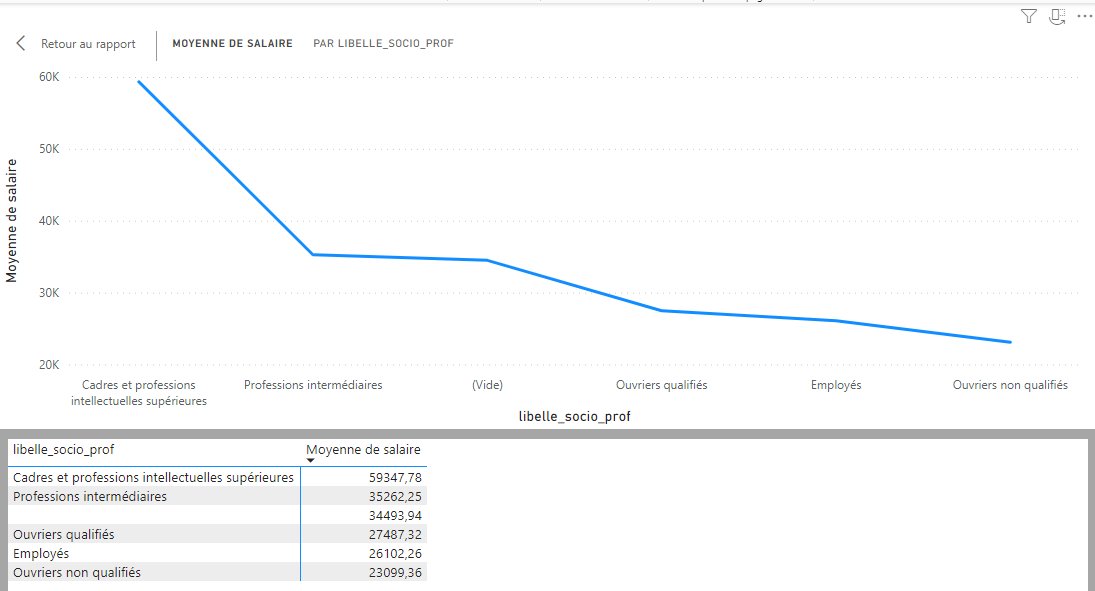 Retour au rapport
MOYENNE DE SALAIRE PAR LIBELLE_SOCIO_PROF
60K
50K
40K
30K
20K
Moyenne de salaire
Cadres et professions intellectuelles supérieures
Professions intermédiaires
(Vide)
Ouvriers qualifiés
Employés
Ouvriers non qualifiés
libelle_socio_prof
libelle_socio_prof Moyenne de salaire
Cadres et professions intellectuelles supérieures 59347,78
Professions intermédiaires 35262,25
34493,94
Ouvriers qualifiés 27487,32
Employés 26102,26
Ouvriers non qualifiés 23099,36